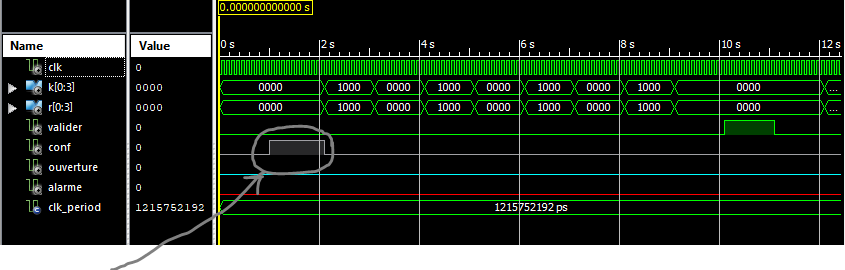 0.000000000000 s
Name Value 0 s 2 s 4 s 6 s 8 s 10 s 12 s
clk 0
k[0:3] 0000 0000 1000 0000 1000 0000 1000 0000 1000 0000 ...
r[0:3] 0000 0000 1000 0000 1000 0000 1000 0000 1000 0000 ...
valider 0
conf 0
ouverture 0
alarme 0
clk_period 1215752192 1215752192 ps